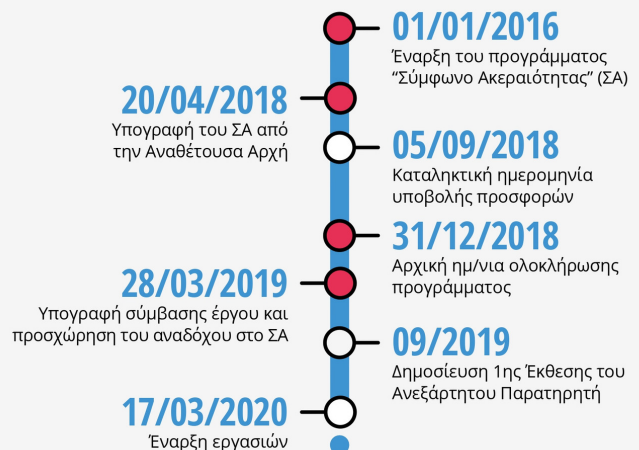 01/01/2016
Έναρξη του προγράμματος
“Σύμφωνο Ακεραιότητας” (ΣΑ)
20/04/2018
Υπογραφή του ΣΑ από
την Αναθέτουσα Αρχή
05/09/2018
Καταληκτική ημερομηνία
υποβολής προσφορών
31/12/2018
Αρχική ημ/νια ολοκλήρωσης
προγράμματος
28/03/2019
Υπογραφή σύμβασης έργου και
προσχώρηση του αναδόχου στο ΣΑ
09/2019
Δημοσίευση 1ης Έκθεσης του
Ανεξάρτητου Παρατηρητή
17/03/2020
Έναρξη εργασιών